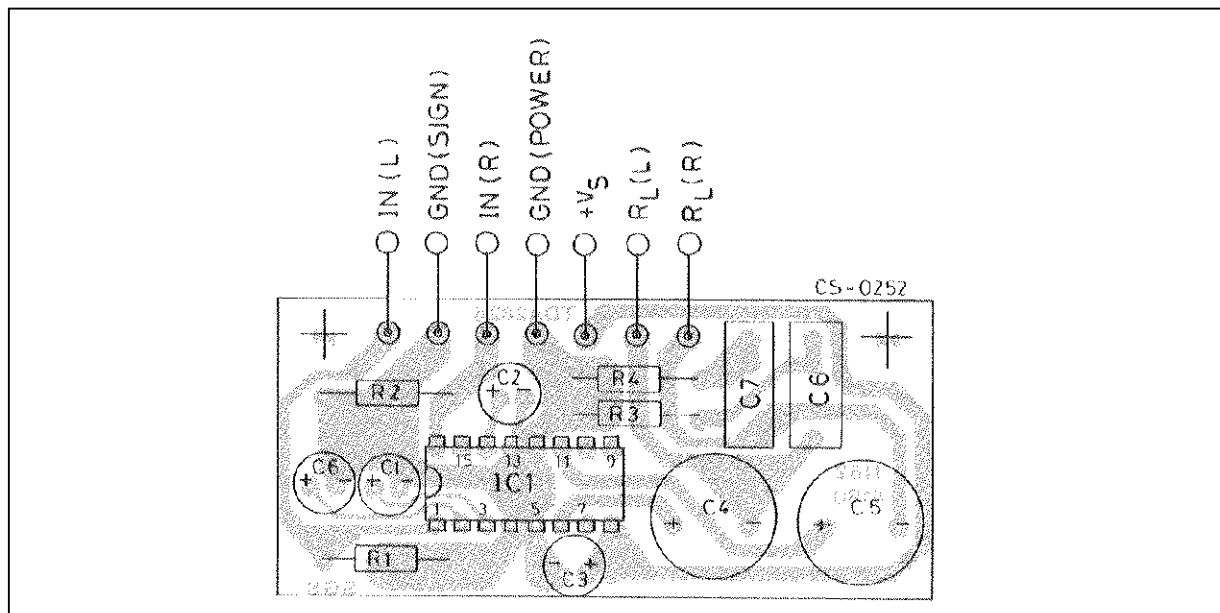 IN(L)
GND(SIGN)
IN(R)
GND(POWER)
+VS
RL(L)
RL(R)
CS-0252
R2
C2
R4
R3
C7
C6
C6
C1
15
13
11
9
IC1
1
3
5
7
C4
C5
R1
C3